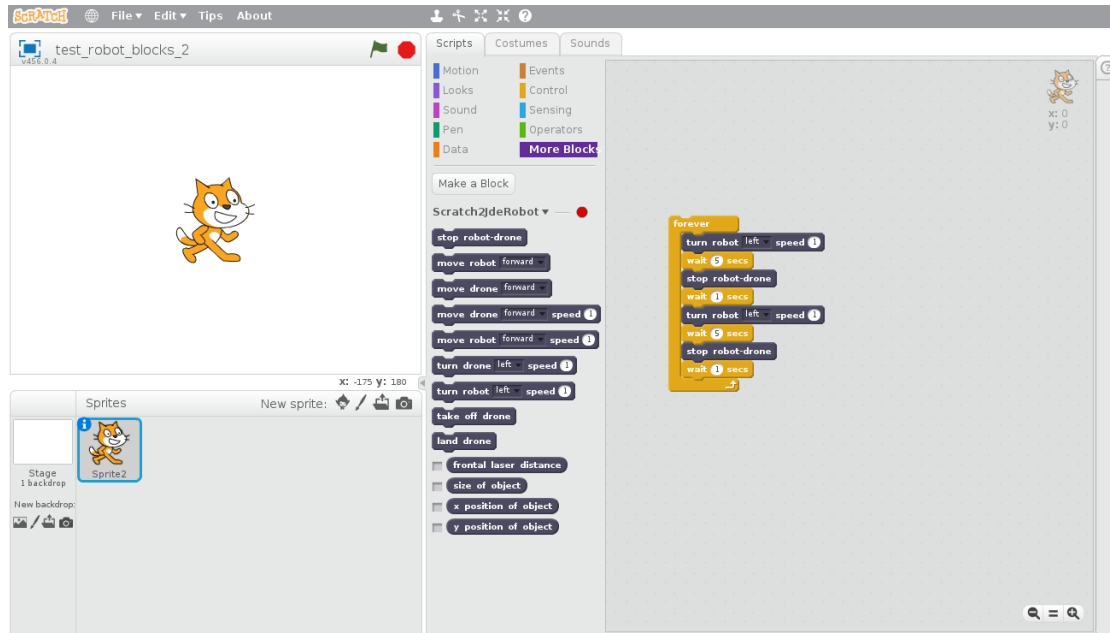 SCRATCH File Edit Tips About
test_robot_blocks_2
v456.0.4
X: -175 Y: 180
Sprites New sprite:
Stage
1 backdrop
New backdrop:
Sprite2
Scripts Costumes Sounds
Motion Events
Looks Control
Sound Sensing
Pen Operators
Data More Blocks
Make a Block
Scratch2JdeRobot
stop robot-drone
move robot forward
move drone forward
move drone forward speed 1
move robot forward speed 1
turn drone left speed 1
turn robot left speed 1
take off drone
land drone
frontal laser distance
size of object
x position of object
y position of object
forever
turn robot left speed 1
wait 5 secs
stop robot-drone
wait 1 secs
turn robot left speed 1
wait 5 secs
stop robot-drone
wait 1 secs
x: 0
y: 0